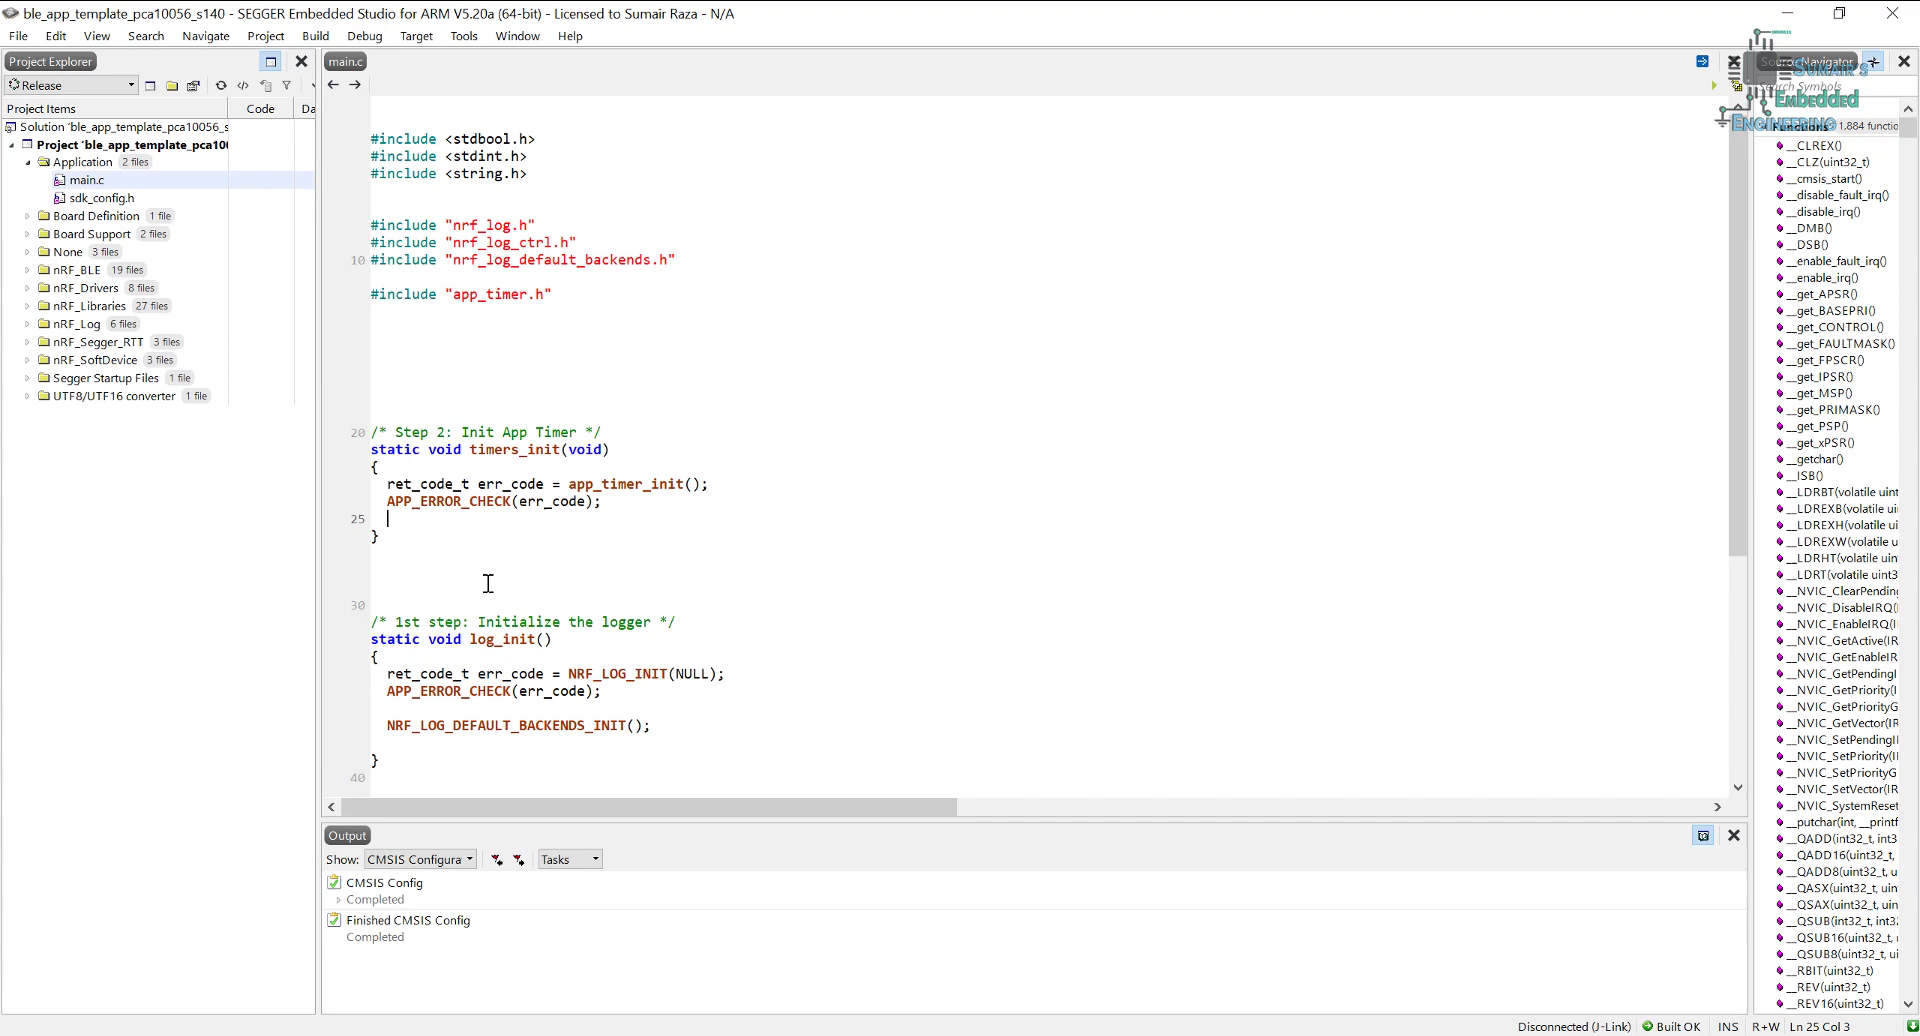 ble_app_template_pca10056_s140 - SEGGER Embedded Studio for ARM V5.20a (64-bit) - Licensed to Sumair Raza - N/A
File Edit View Search Navigate Project Build Debug Target Tools Window Help
Project Explorer
Release
Project Items Code Da
Solution 'ble_app_template_pca10056_s
Project 'ble_app_template_pca100
Application 2 files
main.c
sdk_config.h
Board Definition 1 file
Board Support 2 files
None 3 files
nRF_BLE 19 files
nRF_Drivers 8 files
nRF_Libraries 27 files
nRF_Log 6 files
nRF_Segger_RTT 3 files
nRF_SoftDevice 3 files
Segger Startup Files 1 file
UTF8/UTF16 converter 1 file
main.c
#include <stdbool.h>
#include <stdint.h>
#include <string.h>
#include "nrf_log.h"
#include "nrf_log_ctrl.h"
10 #include "nrf_log_default_backends.h"
#include "app_timer.h"
20 /* Step 2: Init App Timer */
static void timers_init(void)
{
ret_code_t err_code = app_timer_init();
APP_ERROR_CHECK(err_code);
25
}
30
/* 1st step: Initialize the logger */
static void log_init()
{
ret_code_t err_code = NRF_LOG_INIT(NULL);
APP_ERROR_CHECK(err_code);
NRF_LOG_DEFAULT_BACKENDS_INIT();
}
40
Output
Show: CMSIS Configura Tasks
CMSIS Config
Completed
Finished CMSIS Config
Completed
Source Navigator
Search Symbols
SUMAIR'S
Embedded
ENGINEERING
Functions 1,884 functio
__CLREX()
__CLZ(uint32_t)
__cmsis_start()
__disable_fault_irq()
__disable_irq()
__DMB()
__DSB()
__enable_fault_irq()
__enable_irq()
__get_APSR()
__get_BASEPRI()
__get_CONTROL()
__get_FAULTMASK()
__get_FPSCR()
__get_IPSR()
__get_MSP()
__get_PRIMASK()
__get_PSP()
__get_xPSR()
__getchar()
__ISB()
__LDRBT(volatile uint
__LDREXB(volatile ui
__LDREXH(volatile ui
__LDREXW(volatile u
__LDRHT(volatile uint
__LDRT(volatile uint3
__NVIC_ClearPending
__NVIC_DisableIRQ(I
__NVIC_EnableIRQ(I
__NVIC_GetActive(IR
__NVIC_GetEnableIR
__NVIC_GetPendingI
__NVIC_GetPriority(I
__NVIC_GetPriorityG
__NVIC_GetVector(IR
__NVIC_SetPendingI
__NVIC_SetPriority(I
__NVIC_SetPriorityG
__NVIC_SetVector(IR
__NVIC_SystemReset
__putchar(int, __printf
__QADD(int32_t, int3
__QADD16(uint32_t,
__QADD8(uint32_t, u
__QASX(uint32_t, uin
__QSAX(uint32_t, uin
__QSUB(int32_t, int3
__QSUB16(uint32_t, u
__QSUB8(uint32_t, ui
__RBIT(uint32_t)
__REV(uint32_t)
__REV16(uint32_t)
Disconnected (J-Link) Built OK INS R+W Ln 25 Col 3